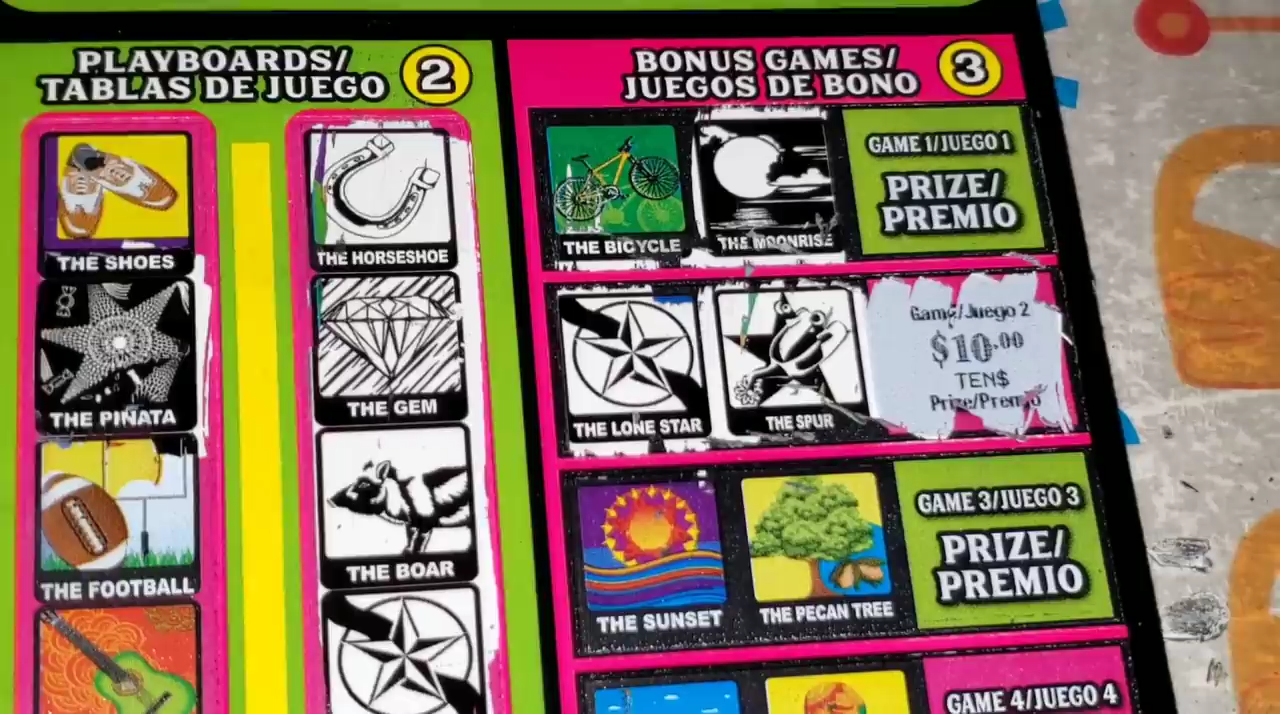 PLAYBOARDS/
TABLAS DE JUEGO
2
THE SHOES
THE PIÑATA
THE FOOTBALL
THE HORSESHOE
THE GEM
THE BOAR
BONUS GAMES/
JUEGOS DE BONO
3
THE BICYCLE
THE MOONRISE
GAME 1/JUEGO 1
PRIZE/
PREMIO
THE LONE STAR
THE SPUR
Game/Juego 2
$10.00
TEN$
Prize/Premio
THE SUNSET
THE PECAN TREE
GAME 3/JUEGO 3
PRIZE/
PREMIO
GAME 4/JUEGO 4